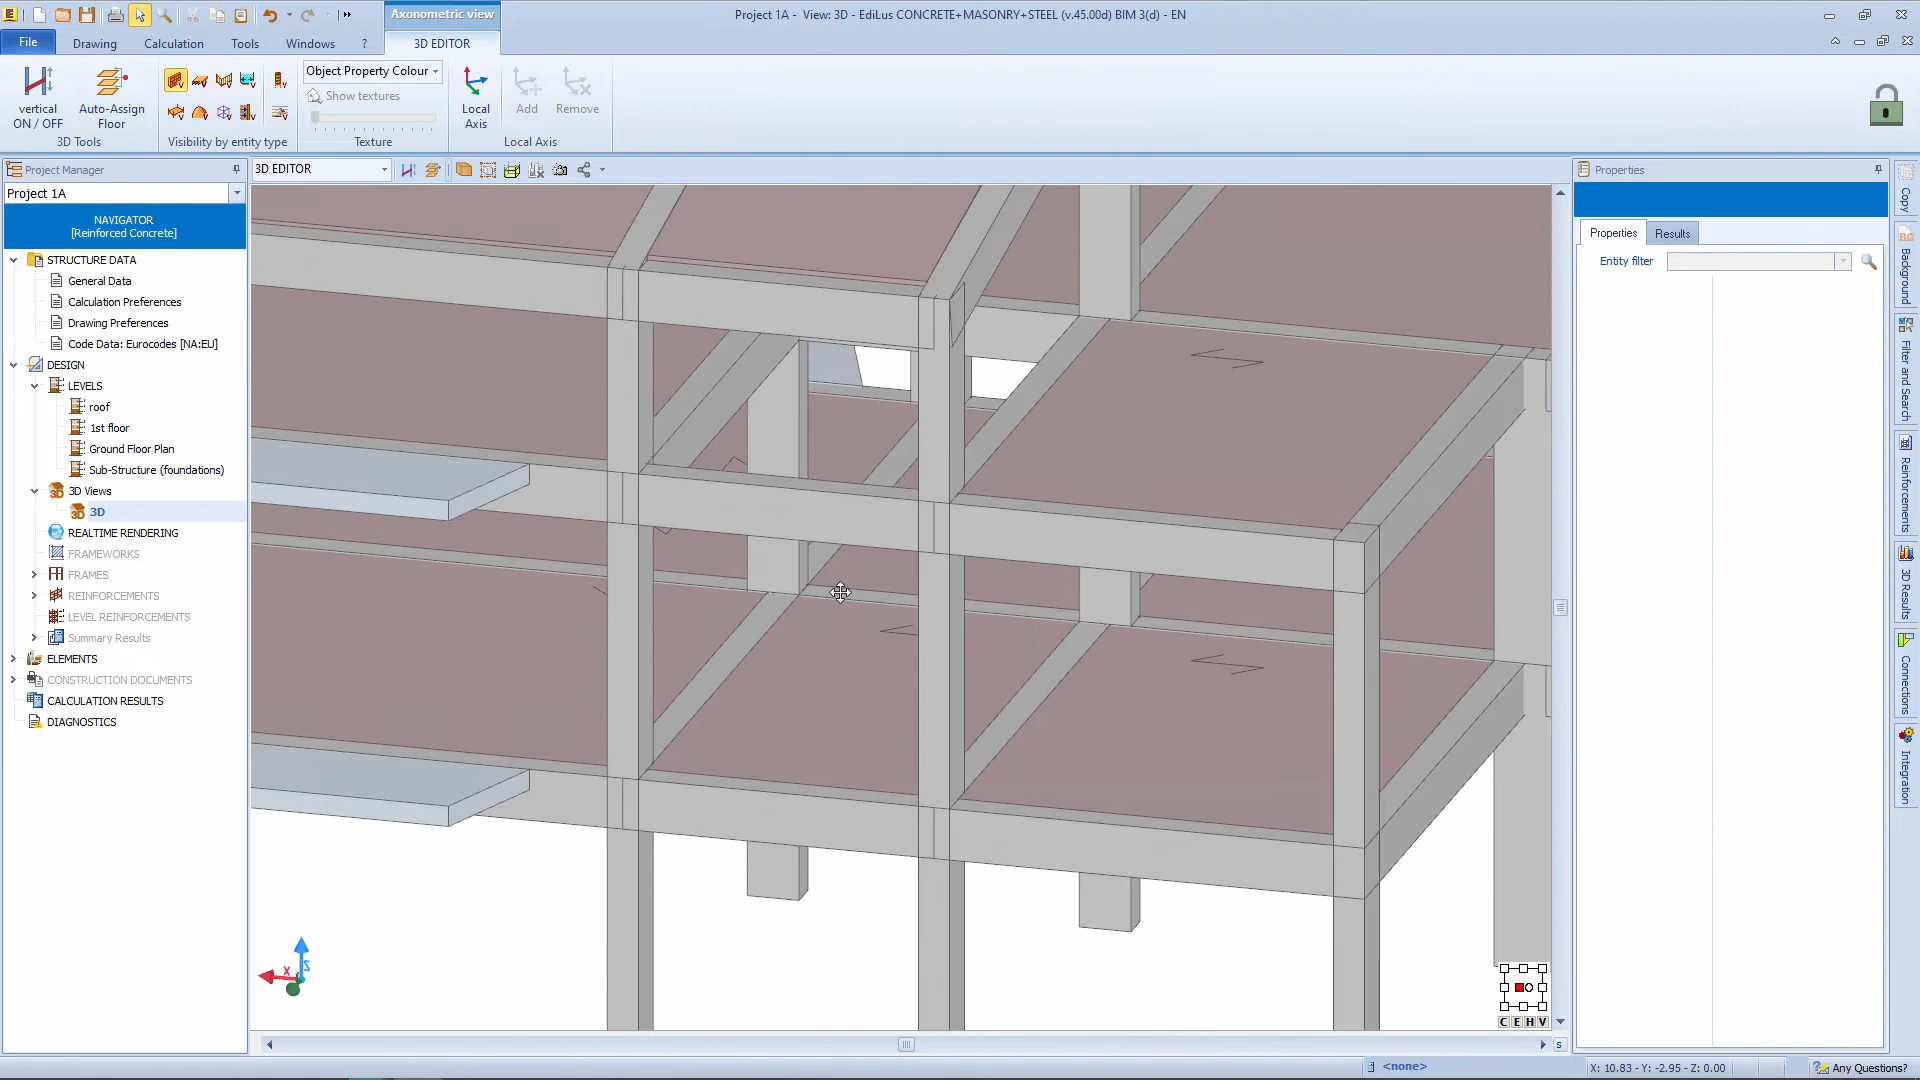 Axonometric view
Project 1A - View: 3D - EdiLus CONCRETE+MASONRY+STEEL (v.45.00d) BIM 3(d) - EN
File
Drawing
Calculation
Tools
Windows
?
3D EDITOR
vertical
ON / OFF
Auto-Assign
Floor
3D Tools
Visibility by entity type
Object Property Colour
Show textures
Texture
Local
Axis
Add
Remove
Local Axis
Project Manager
Project 1A
NAVIGATOR
[Reinforced Concrete]
STRUCTURE DATA
General Data
Calculation Preferences
Drawing Preferences
Code Data: Eurocodes [NA:EU]
DESIGN
LEVELS
roof
1st floor
Ground Floor Plan
Sub-Structure (foundations)
3D Views
3D
REALTIME RENDERING
FRAMEWORKS
FRAMES
REINFORCEMENTS
LEVEL REINFORCEMENTS
Summary Results
ELEMENTS
CONSTRUCTION DOCUMENTS
CALCULATION RESULTS
DIAGNOSTICS
3D EDITOR
X
Z
C E H V
S
Properties
Properties
Results
Entity filter
Copy
Background
Filter and Search
Reinforcements
3D Results
Connections
Integration
<none>
X: 10.83 - Y: -2.95 - Z: 0.00
Any Questions?